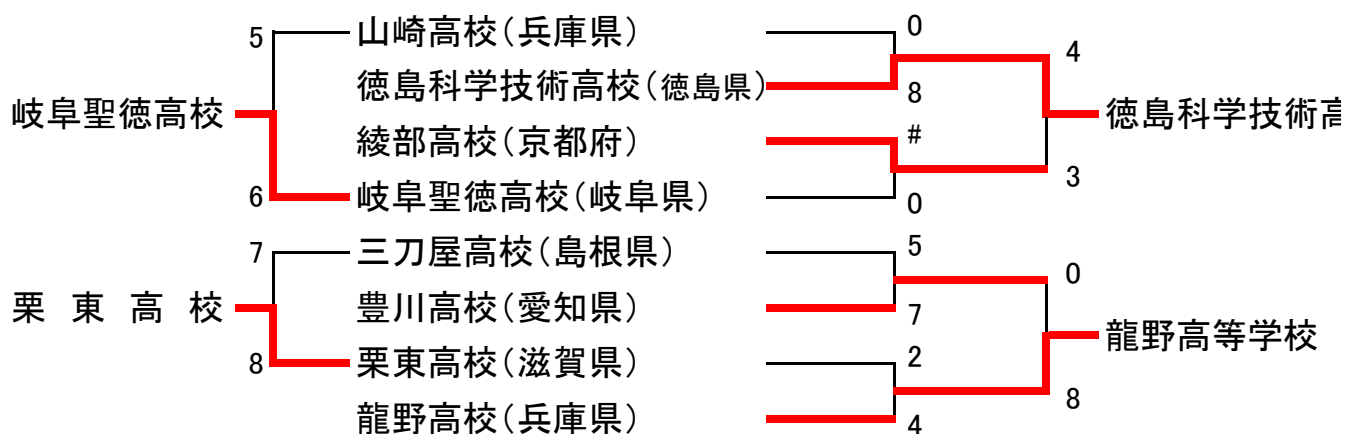 5 山崎高校(兵庫県) 0
4
徳島科学技術高校(徳島県) 8
岐阜聖徳高校 徳島科学技術高
綾部高校(京都府) #
3
6 岐阜聖徳高校(岐阜県) 0
7 三刀屋高校(島根県) 5
0
栗東高校 豊川高校(愛知県) 7
龍野高等学校
8 栗東高校(滋賀県) 2
8
龍野高校(兵庫県) 4